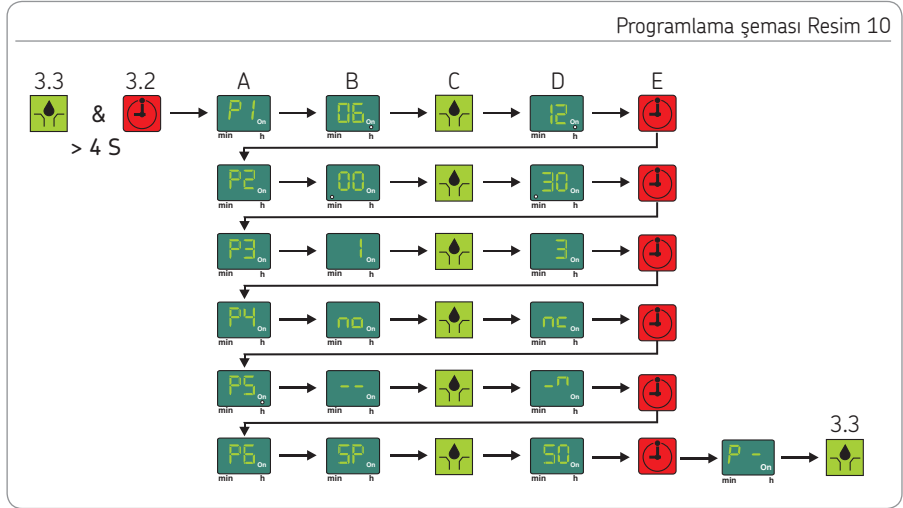 Programlama şeması Resim 10
3.3 3.2 A B C D E
& P1 On 06 On 12 On
> 4 S min h min h min h
P2 On 00 On 30 On
min h min h min h
P3 On 1 On 3 On
min h min h min h
P4 On no On nc On
min h min h min h
P5 On -- On On
min h min h min h
3.3
P6 On SP On SO On P - On
min h min h min h min h